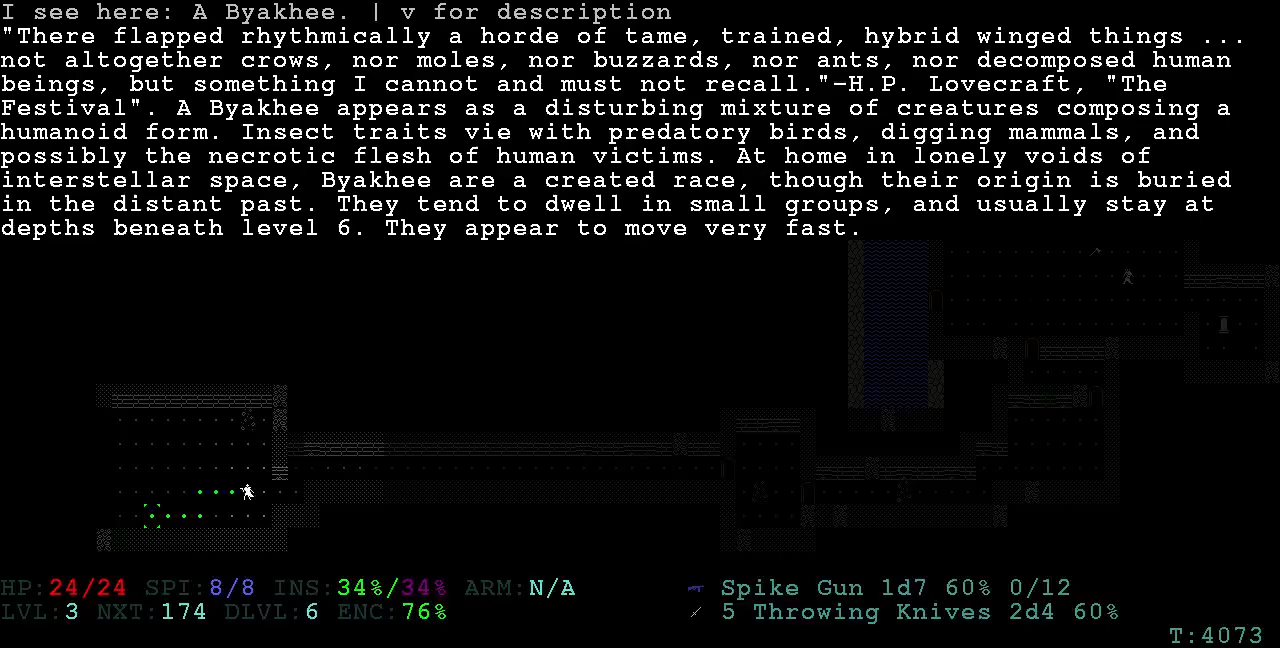 I see here: A Byakhee. | v for description
"There flapped rhythmically a horde of tame, trained, hybrid winged things ...
not altogether crows, nor moles, nor buzzards, nor ants, nor decomposed human
beings, but something I cannot and must not recall."-H.P. Lovecraft, "The
Festival". A Byakhee appears as a disturbing mixture of creatures composing a
humanoid form. Insect traits vie with predatory birds, digging mammals, and
possibly the necrotic flesh of human victims. At home in lonely voids of
interstellar space, Byakhee are a created race, though their origin is buried
in the distant past. They tend to dwell in small groups, and usually stay at
depths beneath level 6. They appear to move very fast.
HP:24/24 SPI:8/8 INS:34%/34% ARM:N/A
LVL:3 NXT:174 DLVL:6 ENC:76%
Spike Gun 1d7 60% 0/12
5 Throwing Knives 2d4 60%
T:4073